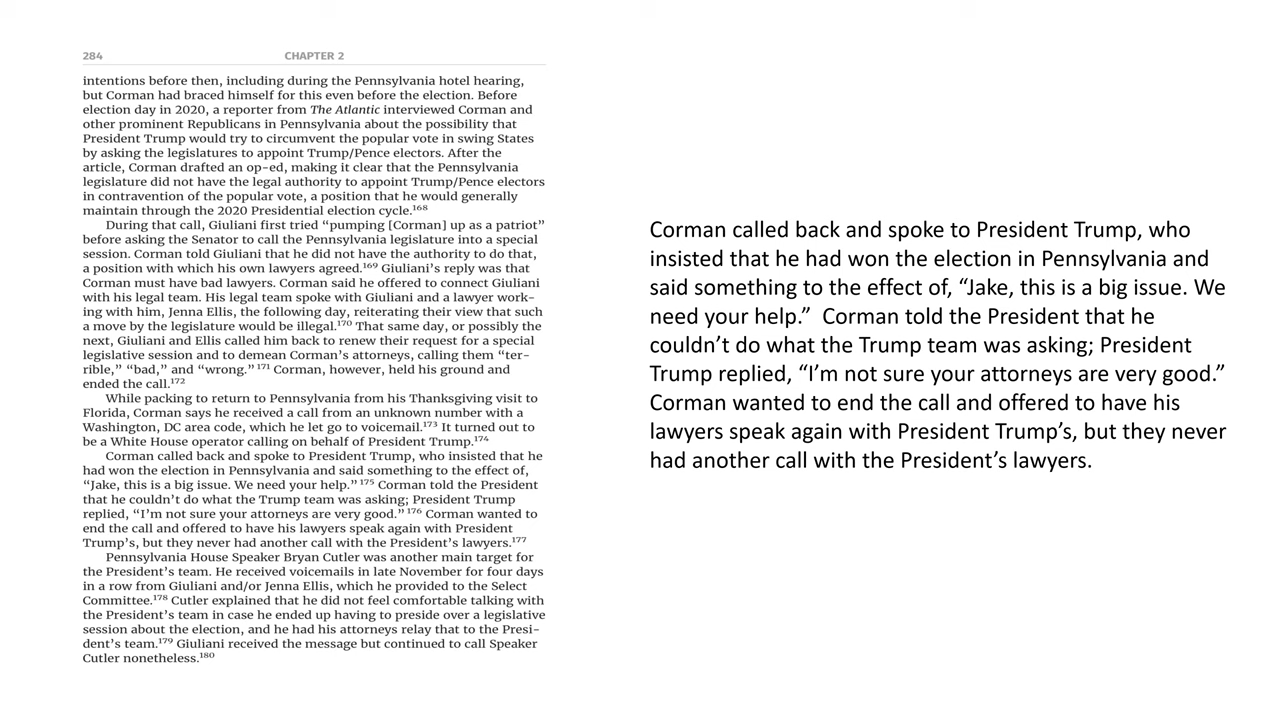 284 CHAPTER 2
intentions before then, including during the Pennsylvania hotel hearing,
but Corman had braced himself for this even before the election. Before
election day in 2020, a reporter from The Atlantic interviewed Corman and
other prominent Republicans in Pennsylvania about the possibility that
President Trump would try to circumvent the popular vote in swing States
by asking the legislatures to appoint Trump/Pence electors. After the
article, Corman drafted an op-ed, making it clear that the Pennsylvania
legislature did not have the legal authority to appoint Trump/Pence electors
in contravention of the popular vote, a position that he would generally
maintain through the 2020 Presidential election cycle.¹⁶⁸
During that call, Giuliani first tried “pumping [Corman] up as a patriot”
before asking the Senator to call the Pennsylvania legislature into a special
session. Corman told Giuliani that he did not have the authority to do that,
a position with which his own lawyers agreed.¹⁶⁹ Giuliani’s reply was that
Corman must have bad lawyers. Corman said he offered to connect Giuliani
with his legal team. His legal team spoke with Giuliani and a lawyer work-
ing with him, Jenna Ellis, the following day, reiterating their view that such
a move by the legislature would be illegal.¹⁷⁰ That same day, or possibly the
next, Giuliani and Ellis called him back to renew their request for a special
legislative session and to demean Corman’s attorneys, calling them “ter-
rible,” “bad,” and “wrong.” ¹⁷¹ Corman, however, held his ground and
ended the call.¹⁷²
While packing to return to Pennsylvania from his Thanksgiving visit to
Florida, Corman says he received a call from an unknown number with a
Washington, DC area code, which he let go to voicemail.¹⁷³ It turned out to
be a White House operator calling on behalf of President Trump.¹⁷⁴
Corman called back and spoke to President Trump, who insisted that he
had won the election in Pennsylvania and said something to the effect of,
“Jake, this is a big issue. We need your help.” ¹⁷⁵ Corman told the President
that he couldn’t do what the Trump team was asking; President Trump
replied, “I’m not sure your attorneys are very good.” ¹⁷⁶ Corman wanted to
end the call and offered to have his lawyers speak again with President
Trump’s, but they never had another call with the President’s lawyers.¹⁷⁷
Pennsylvania House Speaker Bryan Cutler was another main target for
the President’s team. He received voicemails in late November for four days
in a row from Giuliani and/or Jenna Ellis, which he provided to the Select
Committee.¹⁷⁸ Cutler explained that he did not feel comfortable talking with
the President’s team in case he ended up having to preside over a legislative
session about the election, and he had his attorneys relay that to the Presi-
dent’s team.¹⁷⁹ Giuliani received the message but continued to call Speaker
Cutler nonetheless.¹⁸⁰
Corman called back and spoke to President Trump, who
insisted that he had won the election in Pennsylvania and
said something to the effect of, “Jake, this is a big issue. We
need your help.”  Corman told the President that he
couldn’t do what the Trump team was asking; President
Trump replied, “I’m not sure your attorneys are very good.”
Corman wanted to end the call and offered to have his
lawyers speak again with President Trump’s, but they never
had another call with the President’s lawyers.